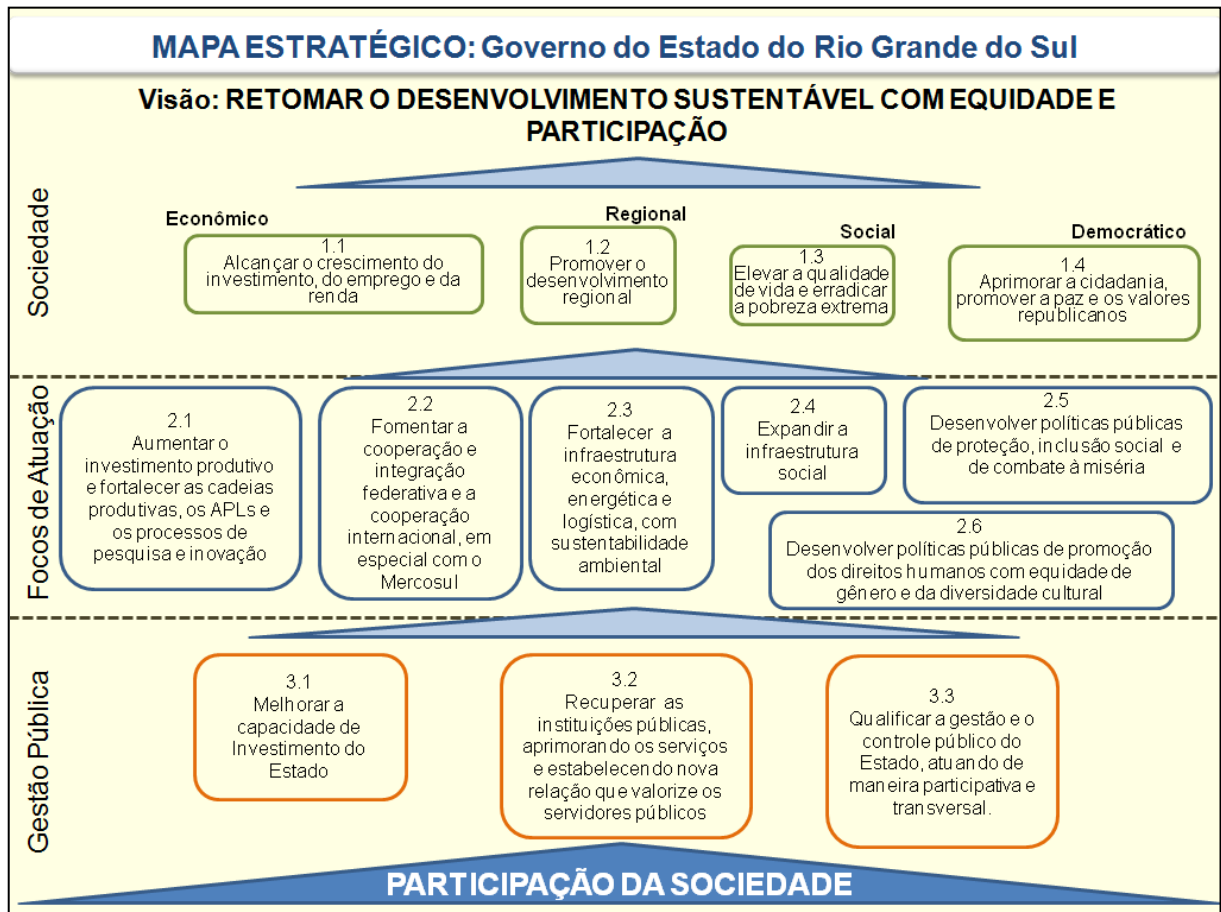 MAPA ESTRATÉGICO: Governo do Estado do Rio Grande do Sul
Visão: RETOMAR O DESENVOLVIMENTO SUSTENTÁVEL COM EQUIDADE E
PARTICIPAÇÃO
Sociedade
Econômico
1.1
Alcançar o crescimento do
investimento, do emprego e da
renda
Regional
1.2
Promover o
desenvolvimento
regional
Social
1.3
Elevar a qualidade
de vida e erradicar
a pobreza extrema
Democrático
1.4
Aprimorar a cidadania,
promover a paz e os valores
republicanos
Focos de Atuação
2.1
Aumentar o
investimento produtivo
e fortalecer as cadeias
produtivas, os APLs e
os processos de
pesquisa e inovação
2.2
Fomentar a
cooperação e
integração
federativa e a
cooperação
internacional, em
especial com o
Mercosul
2.3
Fortalecer a
infraestrutura
econômica,
energética e
logística, com
sustentabilidade
ambiental
2.4
Expandir a
infraestrutura
social
2.5
Desenvolver políticas públicas
de proteção, inclusão social e
de combate à miséria
2.6
Desenvolver políticas públicas de promoção
dos direitos humanos com equidade de
gênero e da diversidade cultural
Gestão Pública
3.1
Melhorar a
capacidade de
Investimento do
Estado
3.2
Recuperar as
instituições públicas,
aprimorando os serviços
e estabelecendo nova
relação que valorize os
servidores públicos
3.3
Qualificar a gestão e o
controle público do
Estado, atuando de
maneira participativa e
transversal.
PARTICIPAÇÃO DA SOCIEDADE